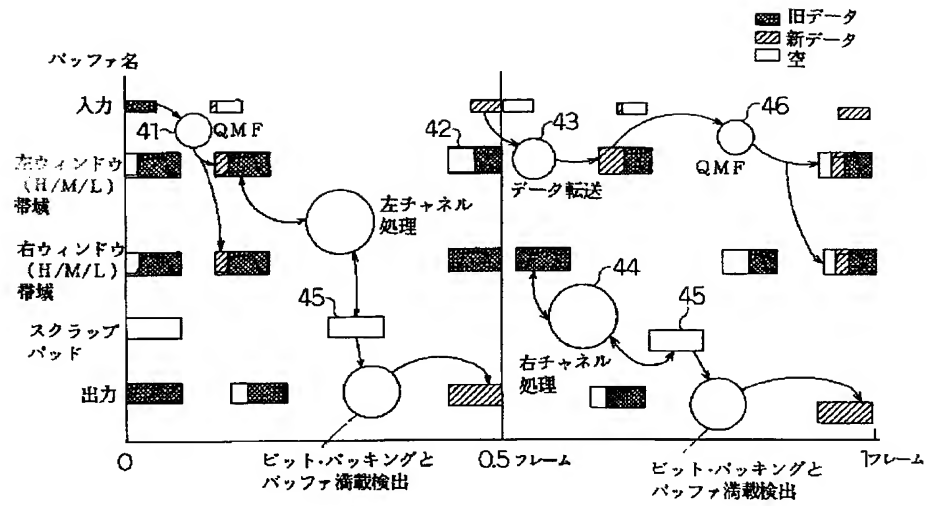 旧データ
新データ
空
バッファ名
入力
41
QMF
42
43
46
左ウィンドウ
(H/M/L)
帯域
データ転送
QMF
左チャネル
処理
右ウィンドウ
(H/M/L)
帯域
44
45
45
スクラップ
パッド
右チャネル
処理
出力
0
0.5フレーム
1フレーム
ビット・パッキングと
バッファ満載検出
ビット・パッキングと
バッファ満載検出